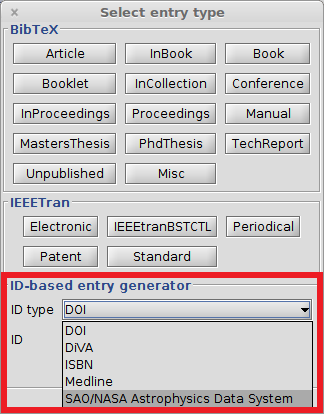 x Select entry type
BibTeX
Article InBook Book
Booklet InCollection Conference
InProceedings Proceedings Manual
MastersThesis PhdThesis TechReport
Unpublished Misc
IEEETran
Electronic IEEEtranBSTCTL Periodical
Patent Standard
ID-based entry generator
ID type DOI
DOI
ID DiVA
ISBN
Medline
SAO/NASA Astrophysics Data System